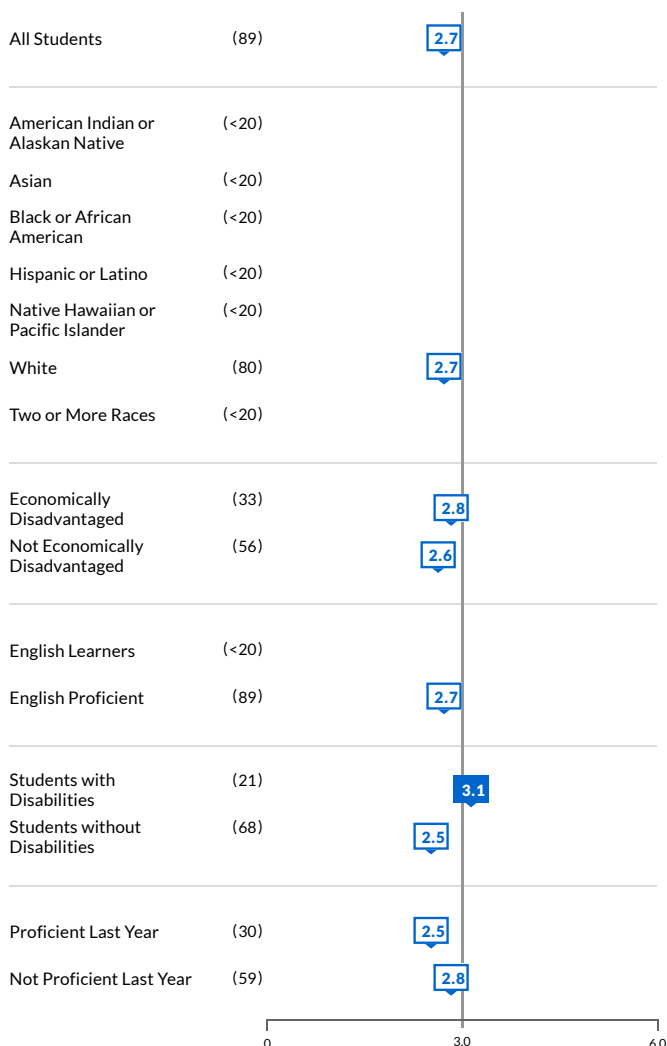 All Students (89) 2.7
American Indian or (<20)
Alaskan Native
Asian (<20)
Black or African (<20)
American
Hispanic or Latino (<20)
Native Hawaiian or (<20)
Pacific Islander
White (80) 2.7
Two or More Races (<20)
Economically (33) 2.8
Disadvantaged
Not Economically (56) 2.6
Disadvantaged
English Learners (<20)
English Proficient (89) 2.7
Students with (21) 3.1
Disabilities
Students without (68) 2.5
Disabilities
Proficient Last Year (30) 2.5
Not Proficient Last Year (59) 2.8
0 3.0 6.0